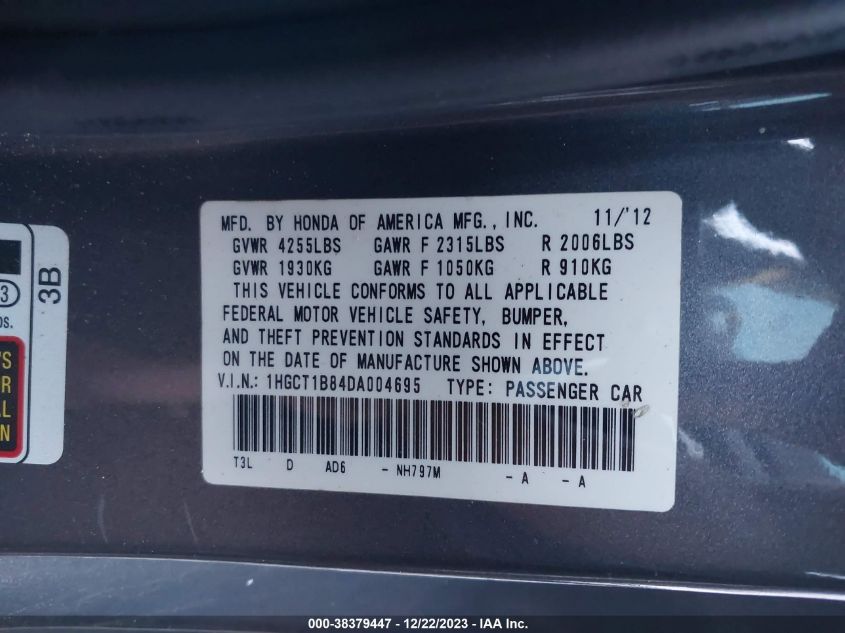 MFD. BY HONDA OF AMERICA MFG., INC. 11/'12
GVWR 4255LBS GAWR F 2315LBS R 2006LBS
GVWR 1930KG GAWR F 1050KG R 910KG
THIS VEHICLE CONFORMS TO ALL APPLICABLE
FEDERAL MOTOR VEHICLE SAFETY, BUMPER,
AND THEFT PREVENTION STANDARDS IN EFFECT
ON THE DATE OF MANUFACTURE SHOWN ABOVE.
V.I.N.: 1HGCT1B84DA004695 TYPE: PASSENGER CAR
T3L D AD6 - NH797M - A - A
3B
3
OS.
'S
R
AL
N
000-38379447 - 12/22/2023 - IAA Inc.